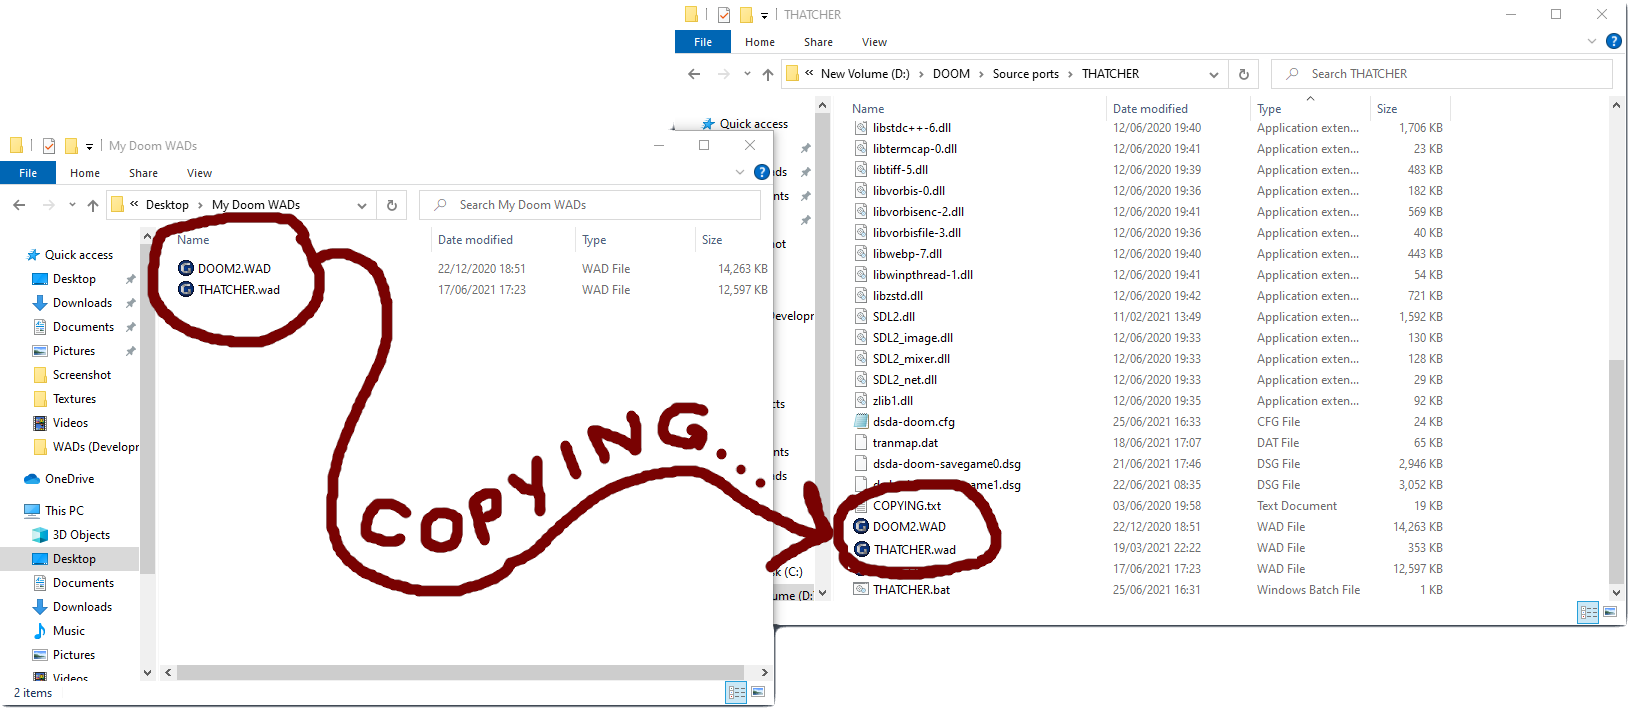 THATCHER
File Home Share View
« New Volume (D:) › DOOM › Source ports › THATCHER
Search THATCHER
Quick access
Name Date modified Type Size
libstdc++-6.dll 12/06/2020 19:40 Application exten... 1,706 KB
libtermcap-0.dll 12/06/2020 19:41 Application exten... 23 KB
libtiff-5.dll 12/06/2020 19:39 Application exten... 483 KB
libvorbis-0.dll 12/06/2020 19:36 Application exten... 182 KB
libvorbisenc-2.dll 12/06/2020 19:41 Application exten... 569 KB
libvorbisfile-3.dll 12/06/2020 19:36 Application exten... 40 KB
libwebp-7.dll 12/06/2020 19:40 Application exten... 443 KB
libwinpthread-1.dll 12/06/2020 19:41 Application exten... 54 KB
libzstd.dll 12/06/2020 19:42 Application exten... 721 KB
SDL2.dll 11/02/2021 13:49 Application exten... 1,592 KB
SDL2_image.dll 12/06/2020 19:33 Application exten... 130 KB
SDL2_mixer.dll 12/06/2020 19:33 Application exten... 128 KB
SDL2_net.dll 12/06/2020 19:33 Application exten... 29 KB
zlib1.dll 12/06/2020 19:35 Application exten... 92 KB
dsda-doom.cfg 25/06/2021 16:33 CFG File 24 KB
tranmap.dat 18/06/2021 17:07 DAT File 65 KB
dsda-doom-savegame0.dsg 21/06/2021 17:46 DSG File 2,946 KB
game1.dsg 22/06/2021 08:35 DSG File 3,052 KB
COPYING.txt 03/06/2020 19:58 Text Document 19 KB
DOOM2.WAD 22/12/2020 18:51 WAD File 14,263 KB
THATCHER.wad 19/03/2021 22:22 WAD File 353 KB
17/06/2021 17:23 WAD File 12,597 KB
THATCHER.bat 25/06/2021 16:31 Windows Batch File 1 KB
My Doom WADs
File Home Share View
« Desktop › My Doom WADs
Search My Doom WADs
Name Date modified Type Size
DOOM2.WAD 22/12/2020 18:51 WAD File 14,263 KB
THATCHER.wad 17/06/2021 17:23 WAD File 12,597 KB
Quick access
Desktop
Downloads
Documents
Pictures
Screenshot
Textures
Videos
WADs (Developr
OneDrive
This PC
3D Objects
Desktop
Documents
Downloads
Music
Pictures
Videos
2 items
COPYING...